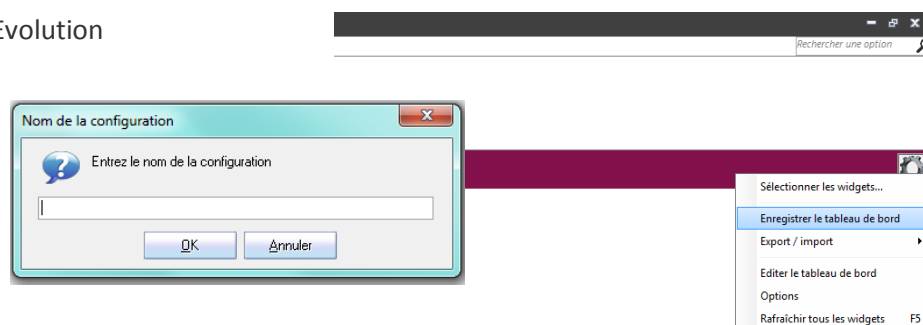 Evolution
Rechercher une option
Nom de la configuration
Entrez le nom de la configuration
OK
Annuler
Sélectionner les widgets...
Enregistrer le tableau de bord
Export / import
Editer le tableau de bord
Options
Rafraîchir tous les widgets F5